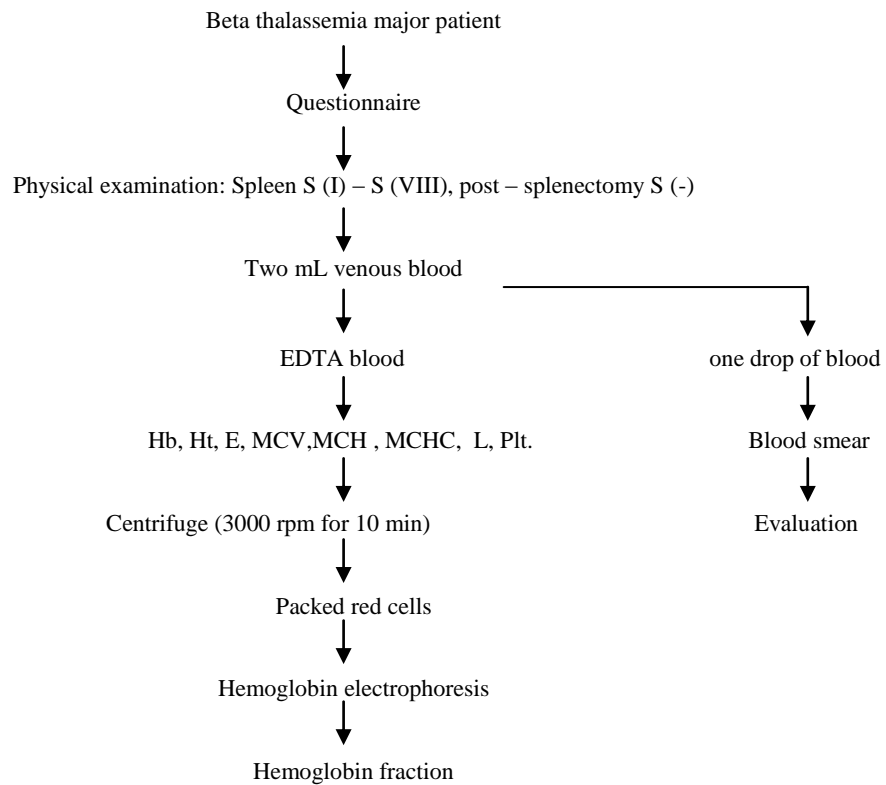 Beta thalassemia major patient
Questionnaire
Physical examination: Spleen S (I) – S (VIII), post – splenectomy S (-)
Two mL venous blood
EDTA blood
one drop of blood
Hb, Ht, E, MCV,MCH , MCHC, L, Plt.
Blood smear
Centrifuge (3000 rpm for 10 min)
Evaluation
Packed red cells
Hemoglobin electrophoresis
Hemoglobin fraction